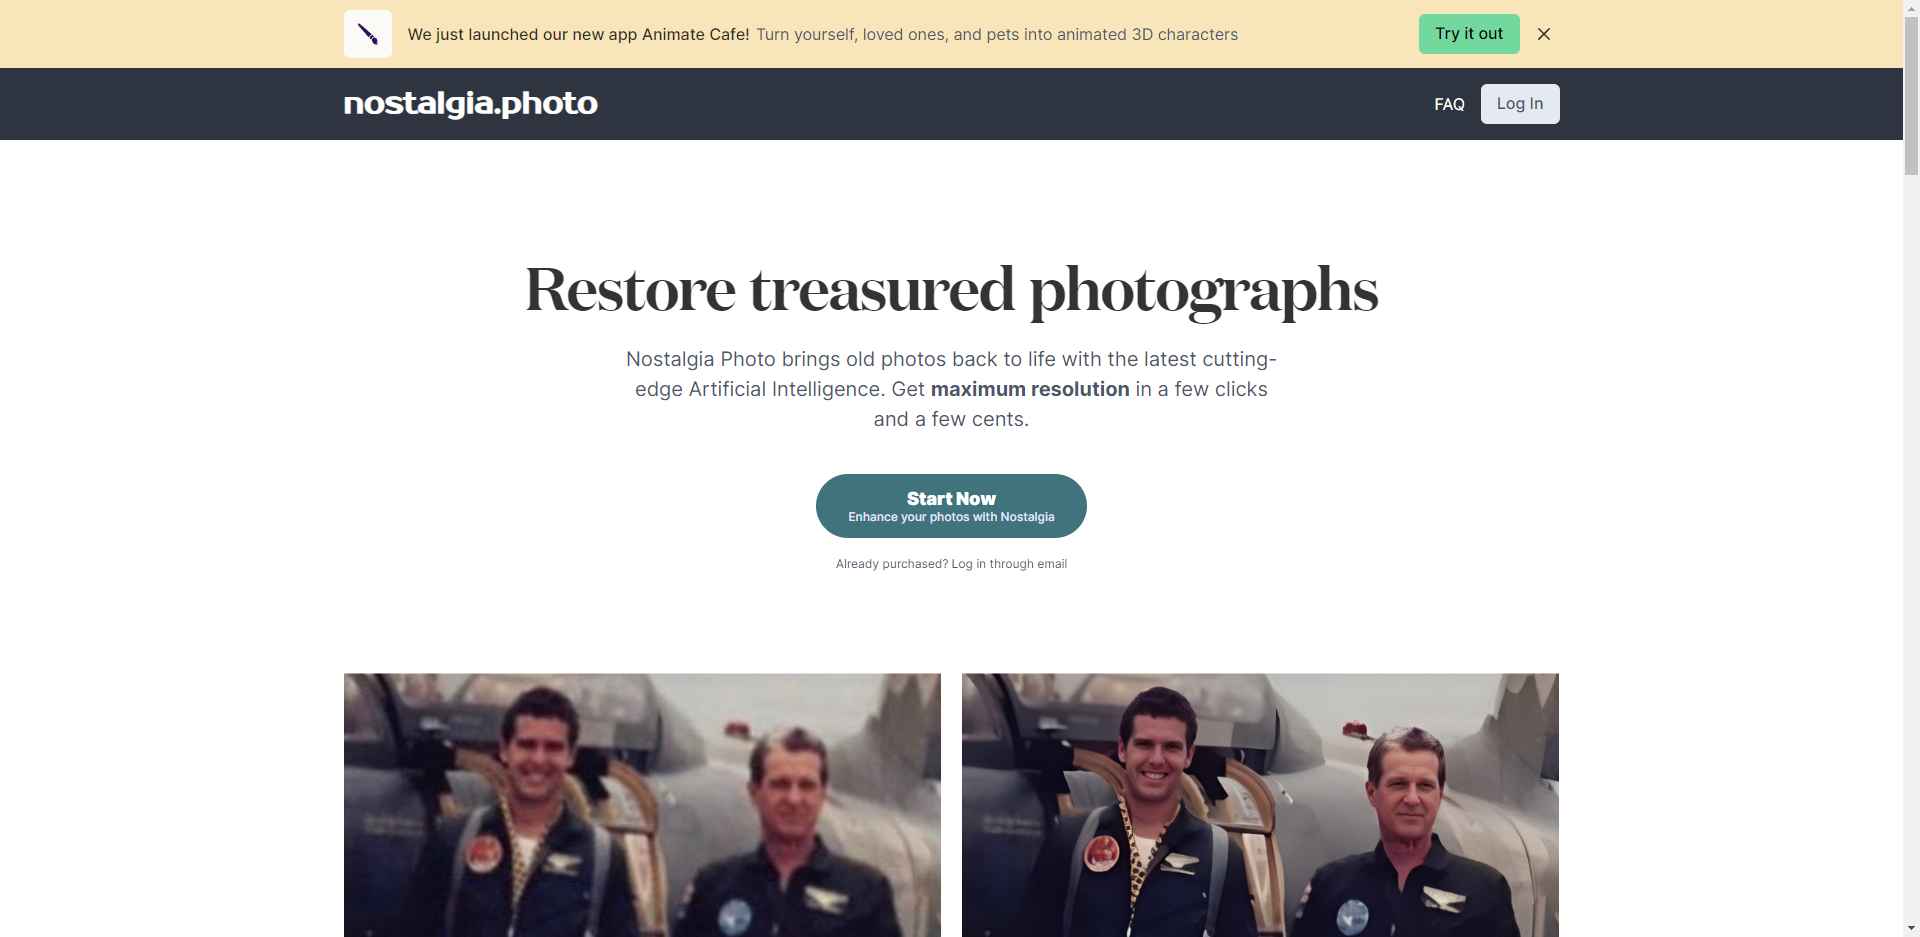 We just launched our new app Animate Cafe! Turn yourself, loved ones, and pets into animated 3D characters
Try it out
nostalgia.photo
FAQ
Log In
Restore treasured photographs
Nostalgia Photo brings old photos back to life with the latest cutting-
edge Artificial Intelligence. Get maximum resolution in a few clicks
and a few cents.
Start Now
Enhance your photos with Nostalgia
Already purchased? Log in through email